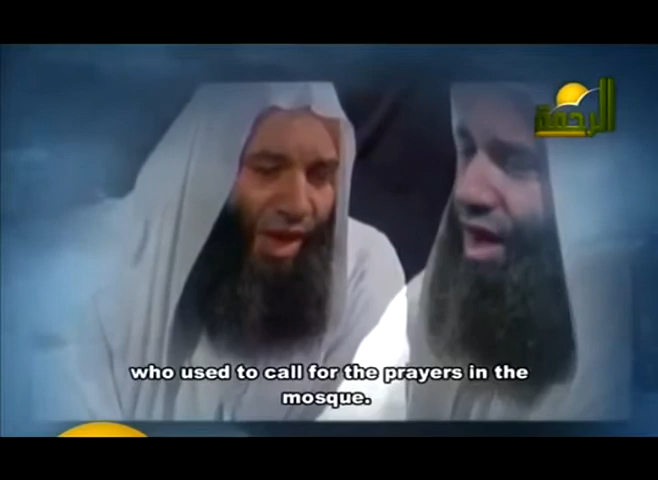 الرحمة
who used to call for the prayers in the
mosque.